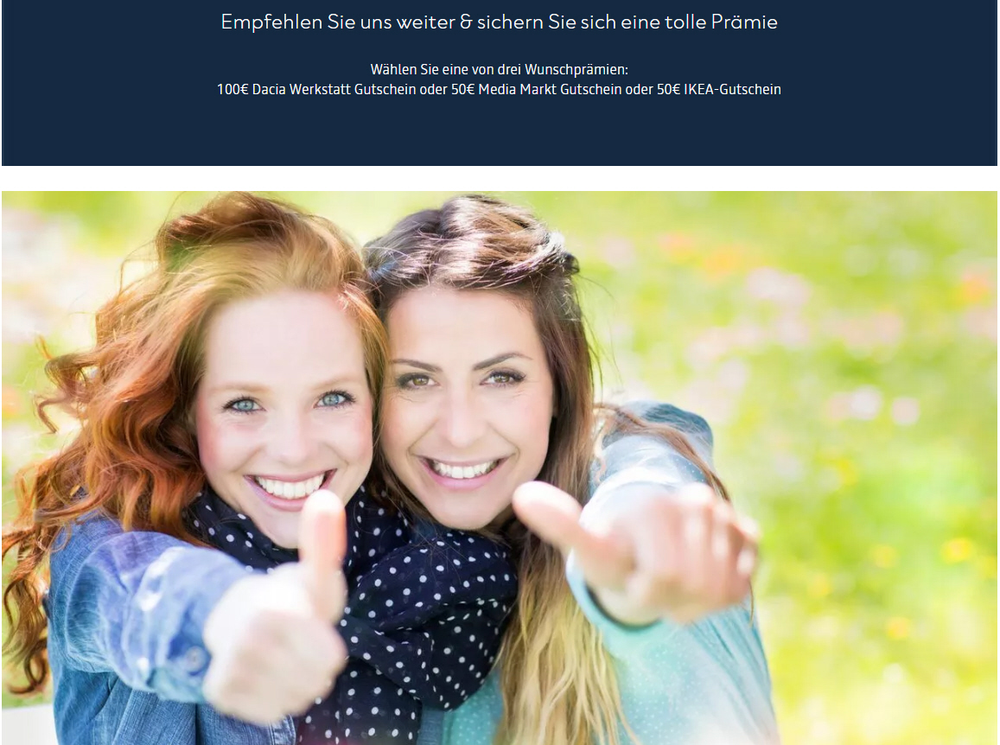 Empfehlen Sie uns weiter & sichern Sie sich eine tolle Prämie
Wählen Sie eine von drei Wunschprämien:
100€ Dacia Werkstatt Gutschein oder 50€ Media Markt Gutschein oder 50€ IKEA-Gutschein